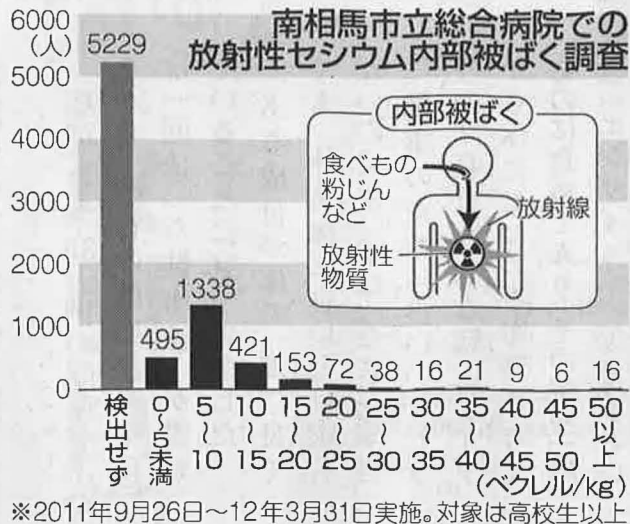 南相馬市立総合病院での
放射性セシウム内部被ばく調査
6000
(人)
5000
4000
3000
2000
1000
0
5229
495
1338
421
153
72
38
16
21
9
6
16
内部被ばく
食べもの
粉じん
など
放射線
放射性
物質
検出せず
0〜5未満
5〜10
10〜15
15〜20
20〜25
25〜30
30〜35
35〜40
40〜45
45〜50
50以上
(ベクレル/kg)
※2011年9月26日〜12年3月31日実施。対象は高校生以上